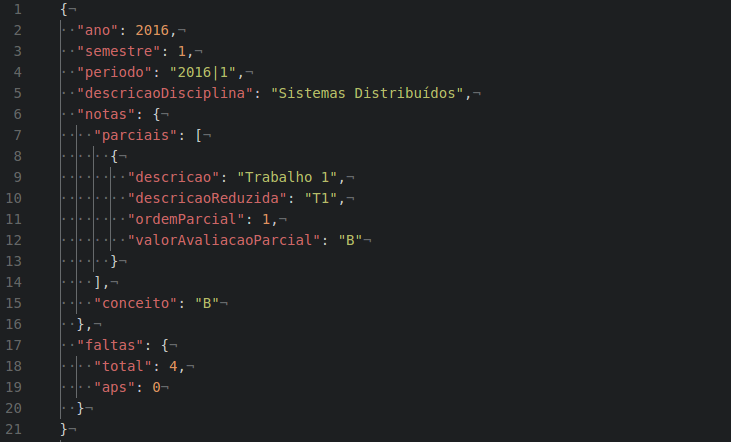 1 {¬
2 ··"ano": 2016,¬
3 ··"semestre": 1,¬
4 ··"periodo": "2016|1",¬
5 ··"descricaoDisciplina": "Sistemas Distribuídos",¬
6 ··"notas": {¬
7 ····"parciais": [¬
8 ······{¬
9 ········"descricao": "Trabalho 1",¬
10 ········"descricaoReduzida": "T1",¬
11 ········"ordemParcial": 1,¬
12 ········"valorAvaliacaoParcial": "B"¬
13 ······}¬
14 ····],¬
15 ····"conceito": "B"¬
16 ··},¬
17 ··"faltas": {¬
18 ····"total": 4,¬
19 ····"aps": 0¬
20 ··}¬
21 }¬